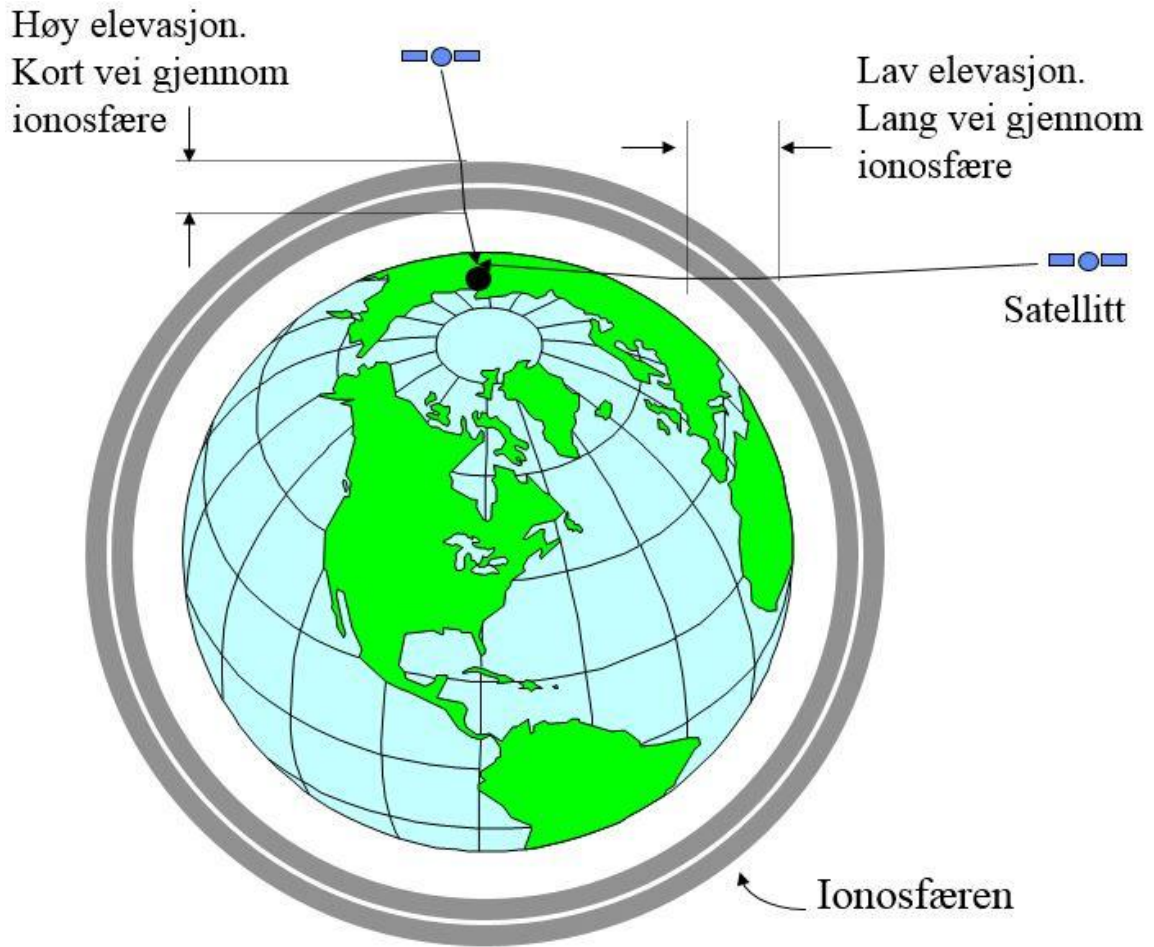 Høy elevasjon.
Kort vei gjennom
ionosfære
Lav elevasjon.
Lang vei gjennom
ionosfære
Satellitt
Ionosfæren